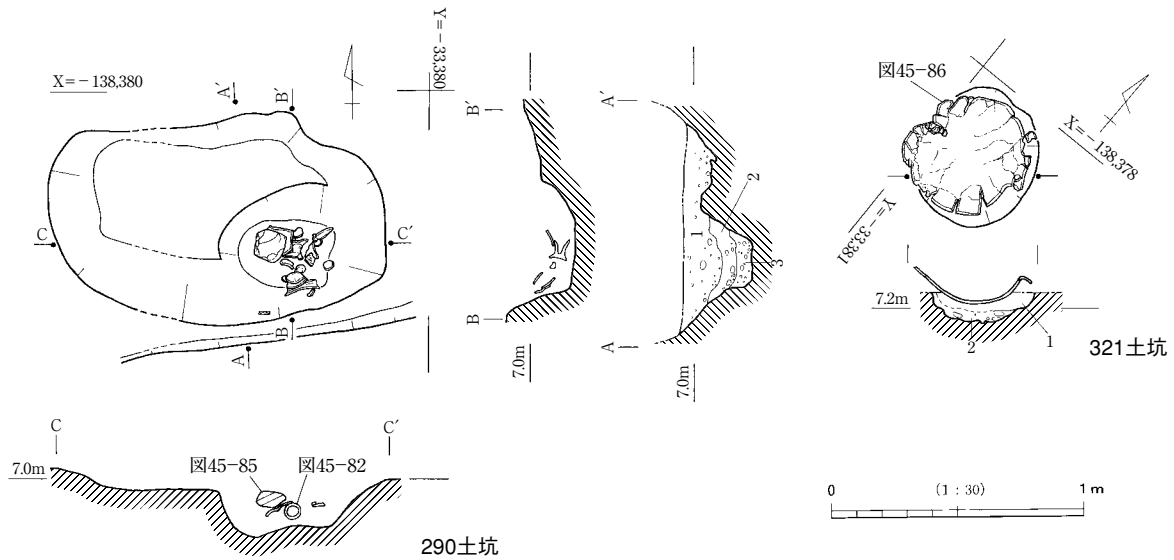 X=－138,380
Y=－33,380
A′
B′
C
C′
B
A
B′
B
7.0m
A′
A
7.0m
1
2
3
図45-86
X=－138,378
Y=－33,381
7.2m
1
2
321土坑
C
C′
7.0m
図45-85
図45-82
290土坑
0
(1：30)
1m